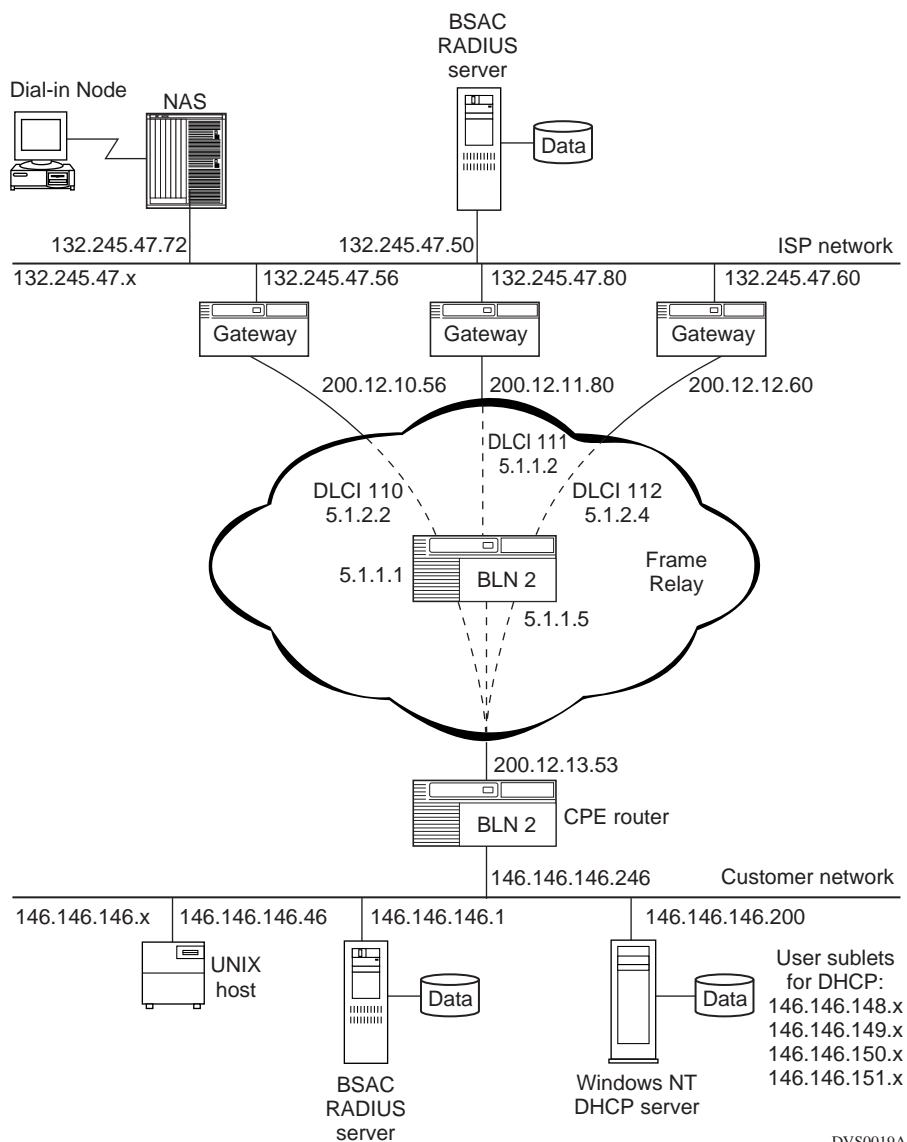 BSAC
RADIUS
server
Dial-in Node
NAS
Data
132.245.47.72
132.245.47.50
ISP network
132.245.47.x
132.245.47.56
132.245.47.80
132.245.47.60
Gateway
Gateway
Gateway
200.12.10.56
200.12.11.80
200.12.12.60
DLCI 111
5.1.1.2
DLCI 110
5.1.2.2
DLCI 112
5.1.2.4
5.1.1.1
BLN 2
Frame
Relay
5.1.1.5
200.12.13.53
BLN 2
CPE router
146.146.146.246
Customer network
146.146.146.x
146.146.146.46
146.146.146.1
146.146.146.200
UNIX
host
Data
Data
User sublets
for DHCP:
146.146.148.x
146.146.149.x
146.146.150.x
146.146.151.x
BSAC
RADIUS
server
Windows NT
DHCP server
DVS0019A